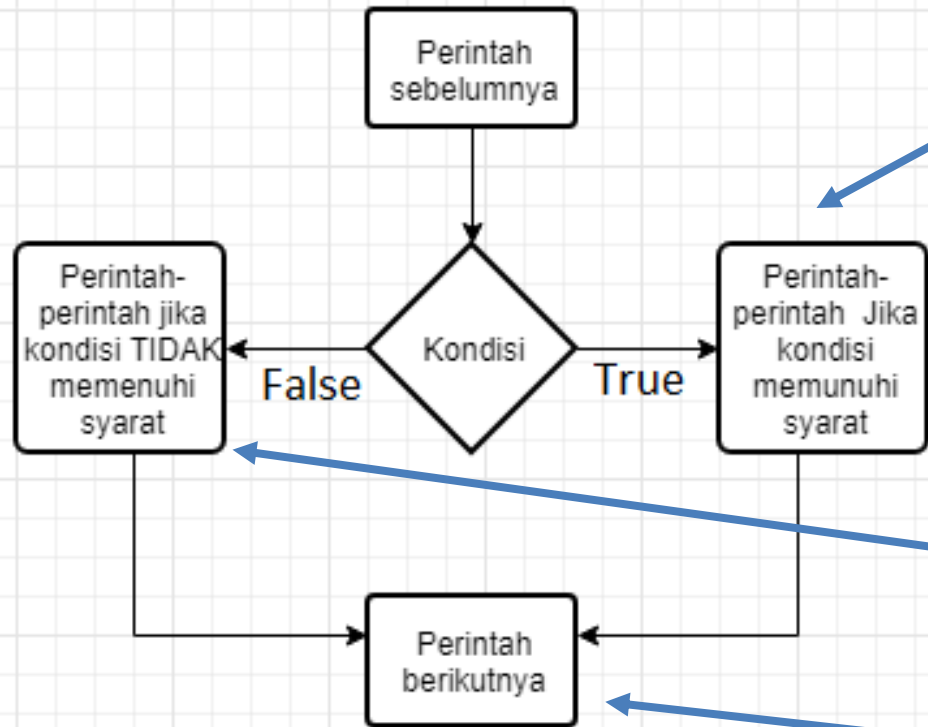 Perintah
sebelumnya
Perintah-
perintah jika
kondisi TIDAK
memenuhi
syarat
Kondisi
False
True
Perintah-
perintah Jika
kondisi
memunuhi
syarat
Perintah
berikutnya